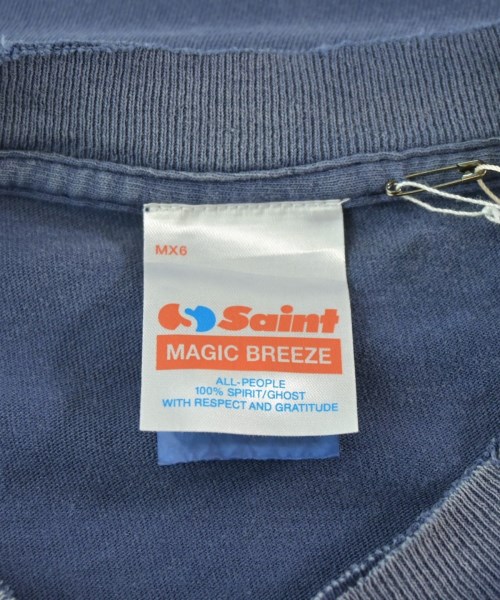 MX6
Saint
MAGIC BREEZE
ALL-PEOPLE
100% SPIRIT/GHOST
WITH RESPECT AND GRATITUDE